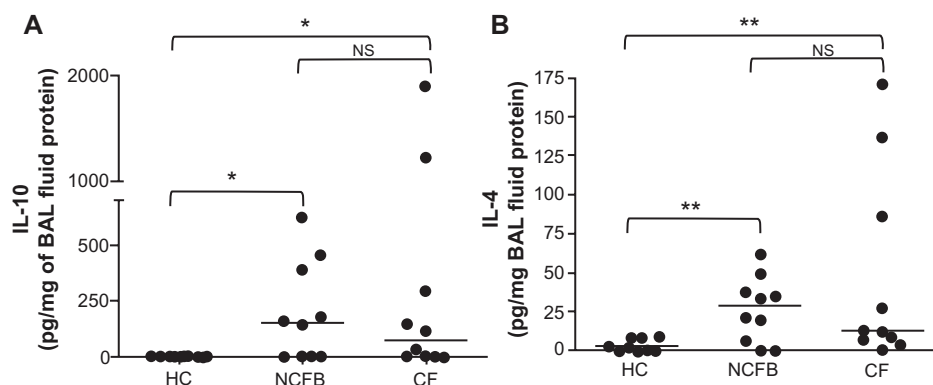 A
*
NS
2000
1000
*
500
250
0
IL-10
(pg/mg of BAL fluid protein)
HC NCFB CF
B
**
NS
175
150
125
100
75
**
50
25
0
IL-4
(pg/mg BAL fluid protein)
HC NCFB CF